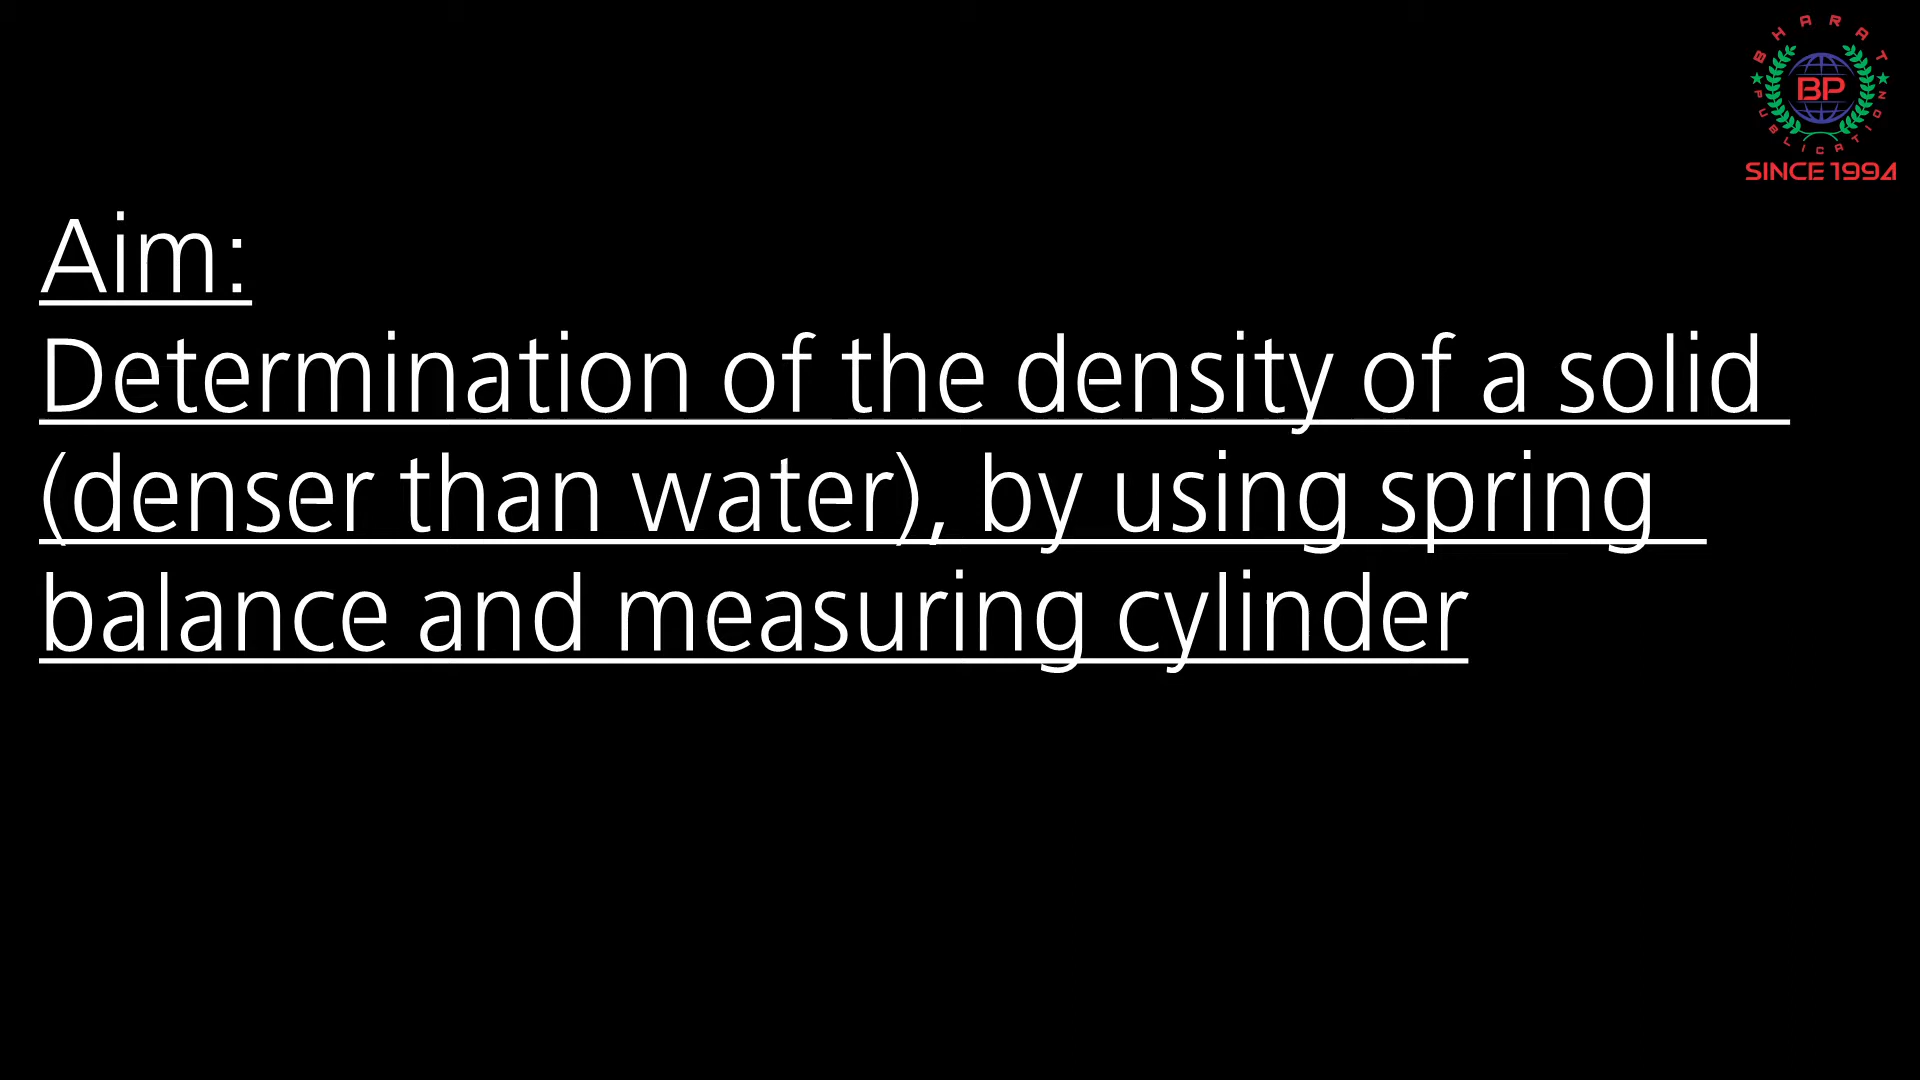 BHARAT
BP
PUBLICATION
SINCE 1994
Aim:
Determination of the density of a solid
(denser than water), by using spring
balance and measuring cylinder